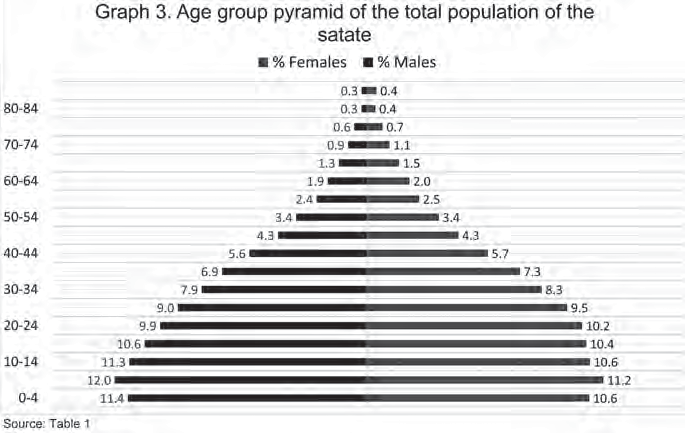 Graph 3. Age group pyramid of the total population of the
satate
% Females % Males
0.3 0.4
80-84 0.3 0.4
0.6 0.7
70-74 0.9 1.1
1.3 1.5
60-64 1.9 2.0
2.4 2.5
50-54 3.4 3.4
4.3 4.3
40-44 5.6 5.7
6.9 7.3
30-34 7.9 8.3
9.0 9.5
20-24 9.9 10.2
10.6 10.4
10-14 11.3 10.6
12.0 11.2
0-4 11.4 10.6
Source: Table 1